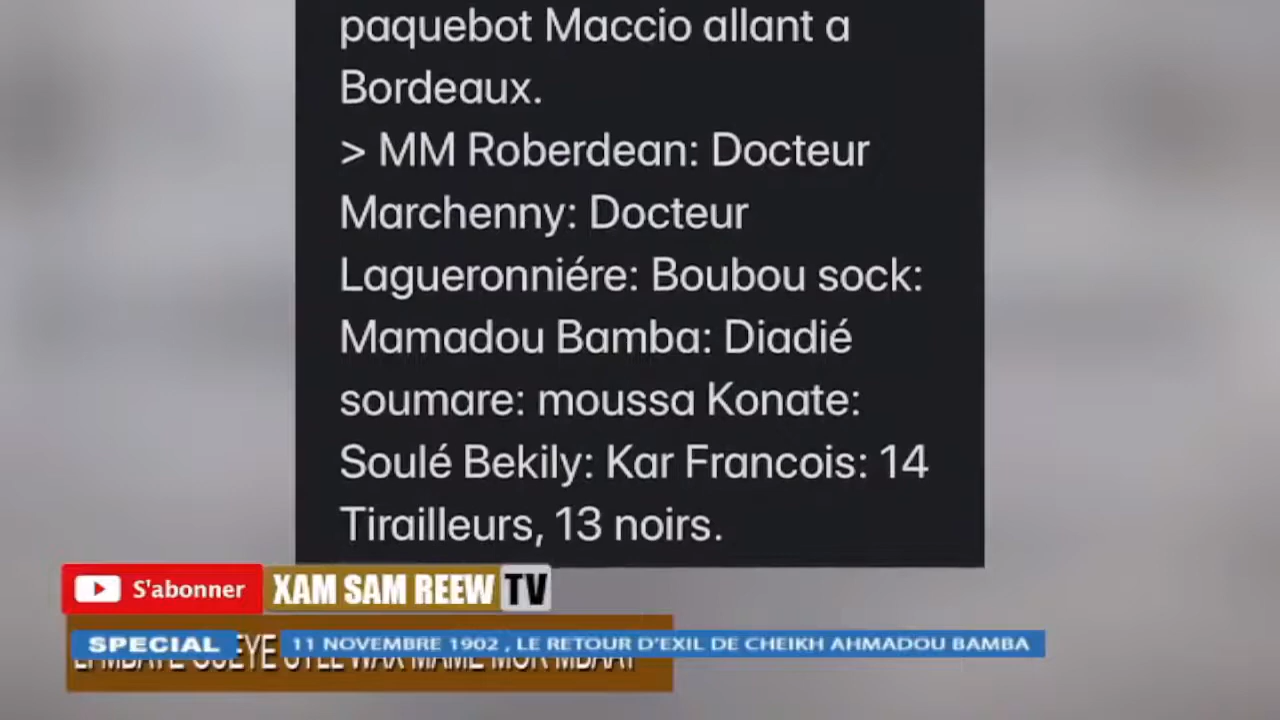 paquebot Maccio allant a
Bordeaux.
> MM Roberdean: Docteur
Marchenny: Docteur
Lagueronniére: Boubou sock:
Mamadou Bamba: Diadié
soumare: moussa Konate:
Soulé Bekily: Kar Francois: 14
Tirailleurs, 13 noirs.
S'abonner XAM SAM REEW TV
SPECIAL 11 NOVEMBRE 1902 , LE RETOUR D'EXIL DE CHEIKH AHMADOU BAMBA